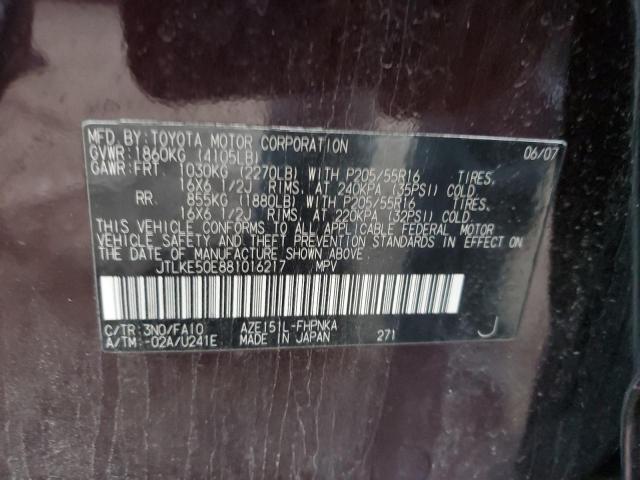 MFD BY:TOYOTA MOTOR CORPORATION 06/07
GVWR:1860KG (4105LB)
GAWR:FRT 1030KG (2270LB) WITH P205/55R16 TIRES,
16X6 1/2J RIMS, AT 240KPA (35PSI) COLD
RR. 855KG (1880LB) WITH P205/55R16 TIRES,
16X6 1/2J RIMS, AT 220KPA (32PSI) COLD.
THIS VEHICLE CONFORMS TO ALL APPLICABLE FEDERAL MOTOR
VEHICLE SAFETY AND THEFT PREVENTION STANDARDS IN EFFECT ON
THE DATE OF MANUFACTURE SHOWN ABOVE.
JTLKE50E881016217 MPV
C/TR:3N0/FA10 AZE151L-FHPNKA
A/TM:-02A/U241E MADE IN JAPAN 271 J